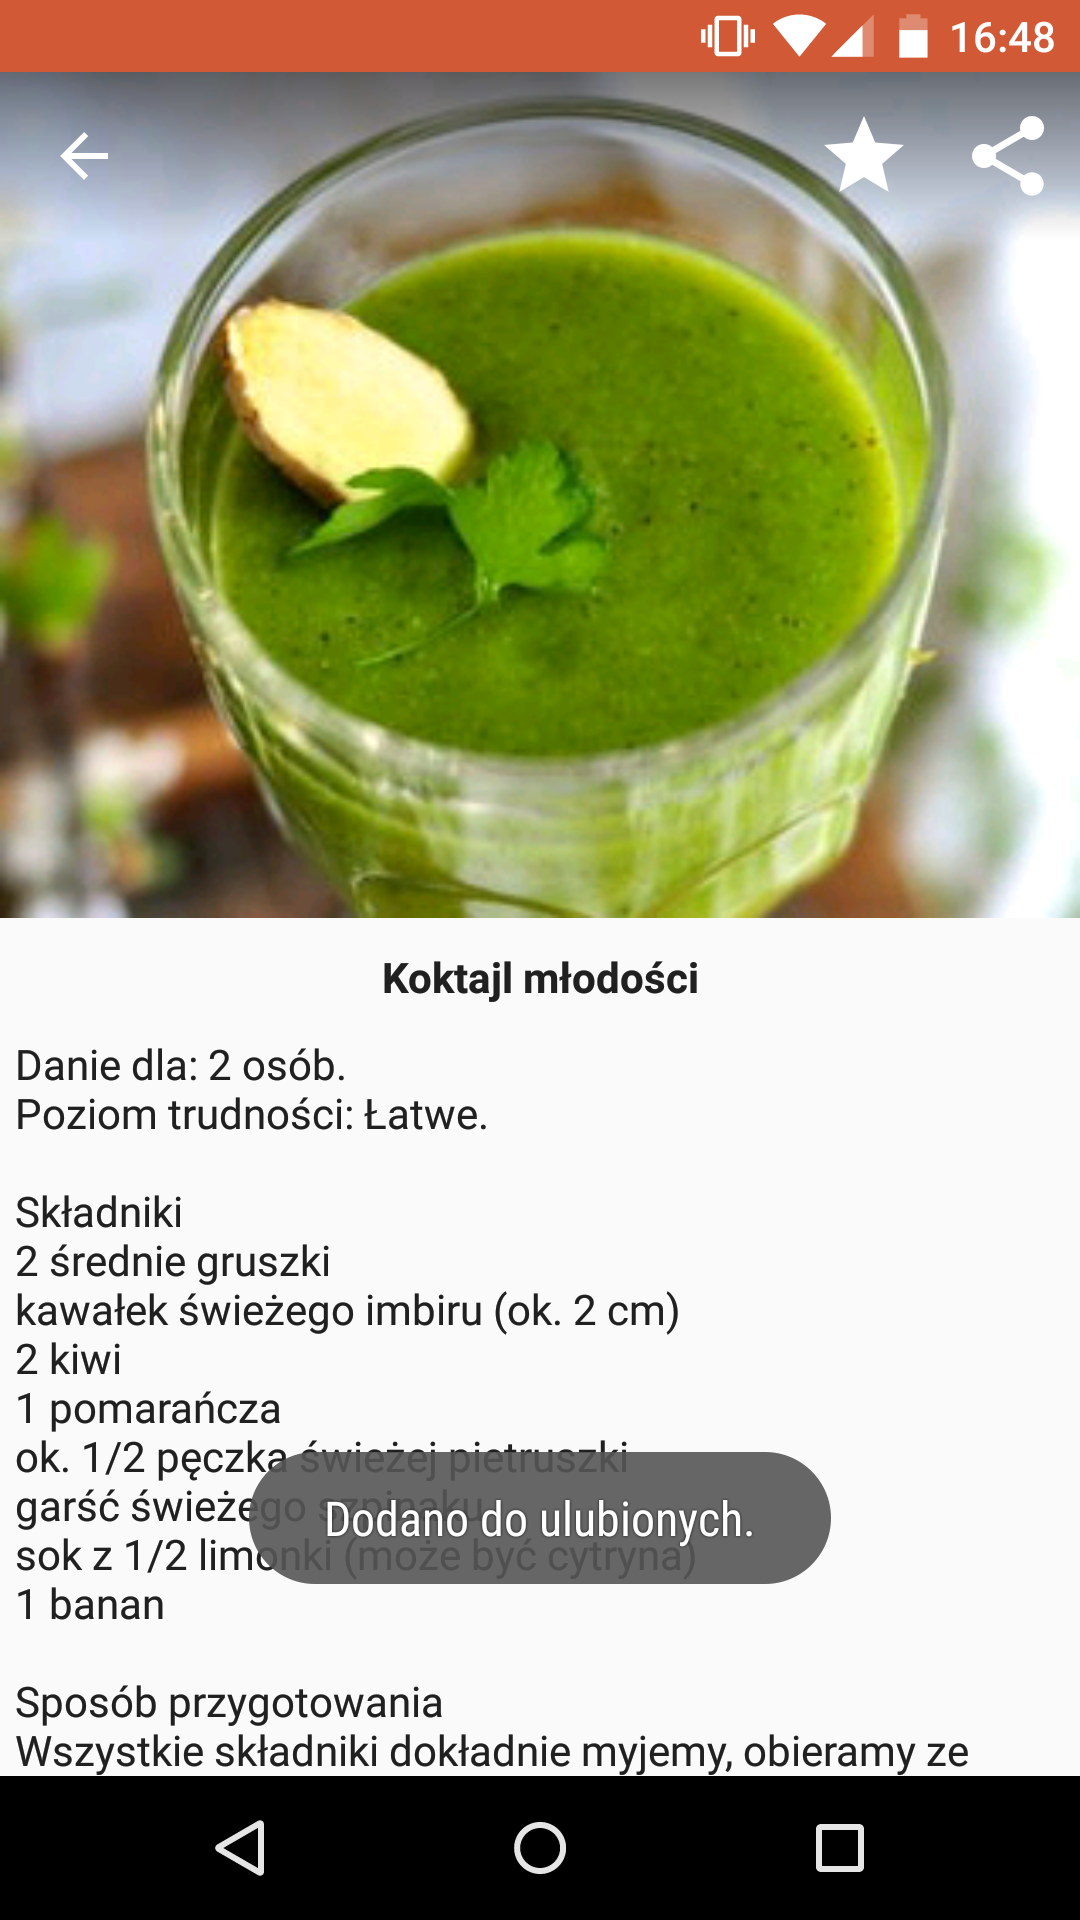 16:48
Koktajl młodości
Danie dla: 2 osób.
Poziom trudności: Łatwe.
Składniki
2 średnie gruszki
kawałek świeżego imbiru (ok. 2 cm)
2 kiwi
1 pomarańcza
ok. 1/2 pęczka świeżej pietruszki
garść świeżego szpinaku
Dodano do ulubionych.
sok z 1/2 limonki (może być cytryna)
1 banan
Sposób przygotowania
Wszystkie składniki dokładnie myjemy, obieramy ze